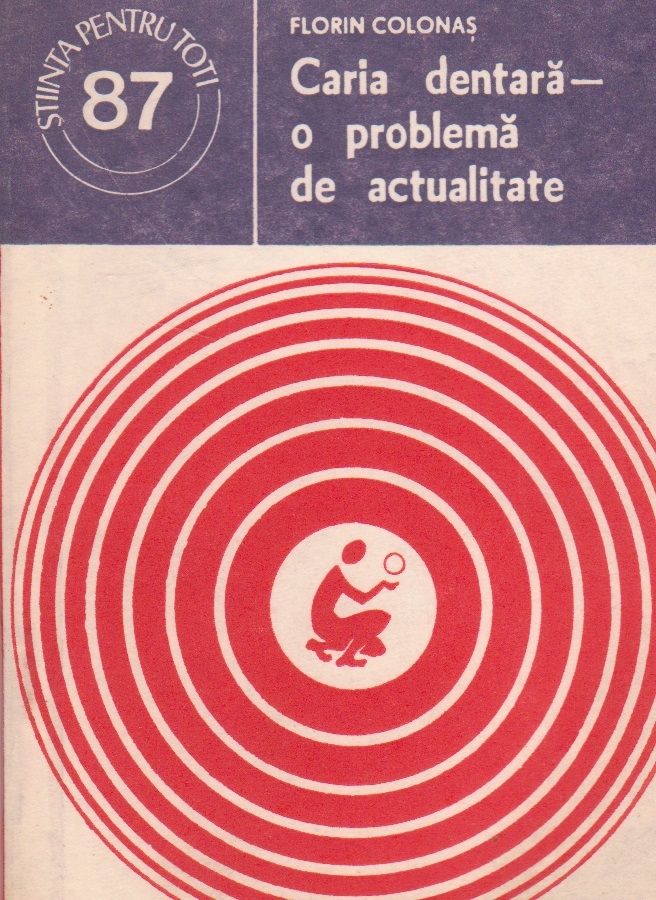 ȘTIINȚA PENTRU TOȚI
87
FLORIN COLONAȘ
Caria dentară—
o problemă
de actualitate